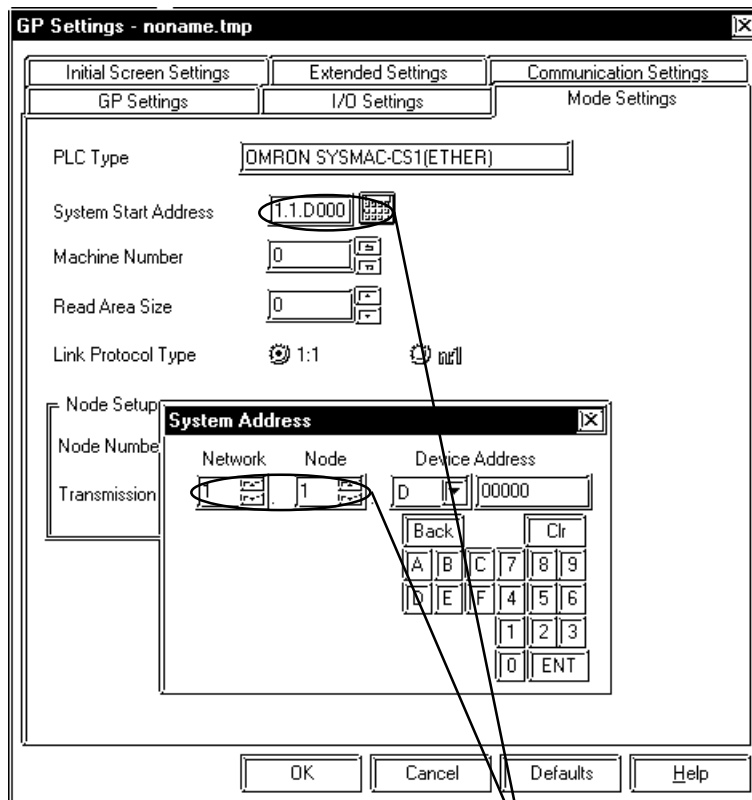 GP Settings - noname.tmp
Initial Screen Settings Extended Settings Communication Settings
GP Settings I/O Settings Mode Settings
PLC Type OMRON SYSMAC-CS1(ETHER)
System Start Address 1.1.D000
Machine Number 0
Read Area Size 0
Link Protocol Type 1:1
Node Setup
System Address
Node Numbe
Network Node Device Address
Transmission 1 . 1 . D 00000
Back Clr
A B C 7 8 9
D E F 4 5 6
1 2 3
0 ENT
OK Cancel Defaults Help